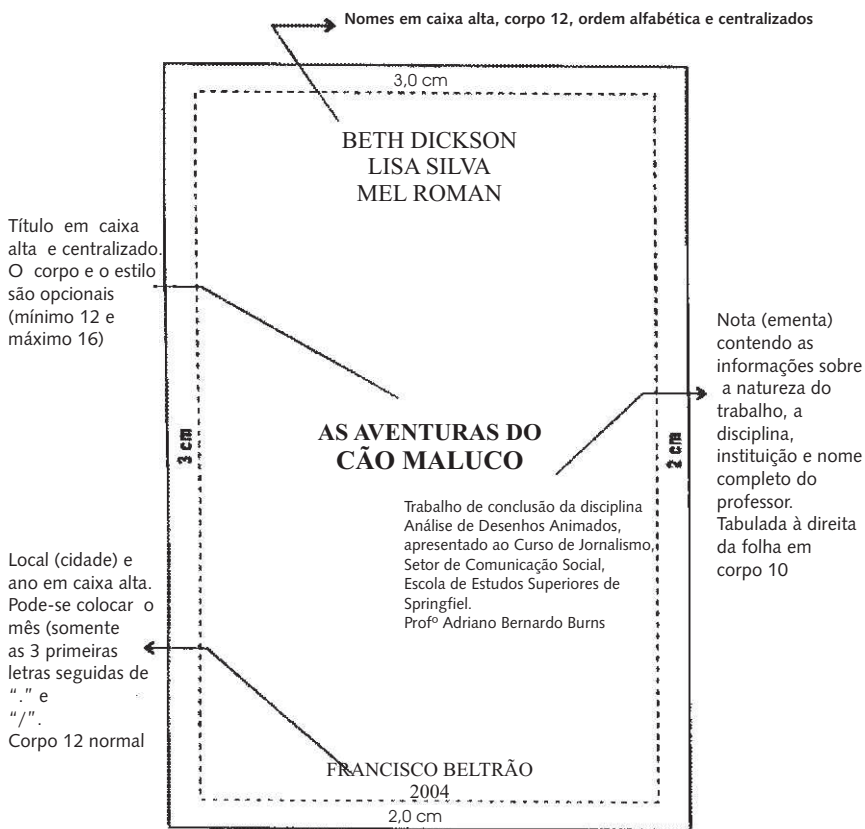 Nomes em caixa alta, corpo 12, ordem alfabética e centralizados
3,0 cm
BETH DICKSON
LISA SILVA
MEL ROMAN
Título em caixa
alta e centralizado.
O corpo e o estilo
são opcionais
(mínimo 12 e
máximo 16)
Nota (ementa)
contendo as
informações sobre
a natureza do
trabalho, a
disciplina,
instituição e nome
completo do
professor.
Tabulada à direita
da folha em
corpo 10
3 cm
AS AVENTURAS DO
CÃO MALUCO
2 cm
Trabalho de conclusão da disciplina
Análise de Desenhos Animados,
apresentado ao Curso de Jornalismo,
Setor de Comunicação Social,
Escola de Estudos Superiores de
Springfiel.
Profº Adriano Bernardo Burns
Local (cidade) e
ano em caixa alta.
Pode-se colocar o
mês (somente
as 3 primeiras
letras seguidas de
“.” e
“/”.
Corpo 12 normal
FRANCISCO BELTRÃO
2004
2,0 cm